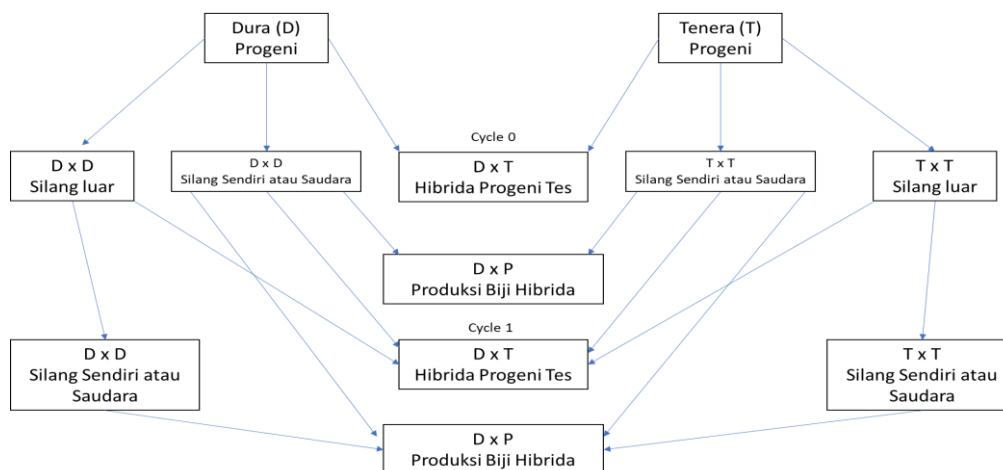 Dura (D)
Progeni
Tenera (T)
Progeni
Cycle 0
D x D
Silang luar
D x D
Silang Sendiri atau Saudara
D x T
Hibrida Progeni Tes
T x T
Silang Sendiri atau Saudara
T x T
Silang luar
D x P
Produksi Biji Hibrida
Cycle 1
D x D
Silang Sendiri atau
Saudara
D x T
Hibrida Progeni Tes
T x T
Silang Sendiri atau
Saudara
D x P
Produksi Biji Hibrida